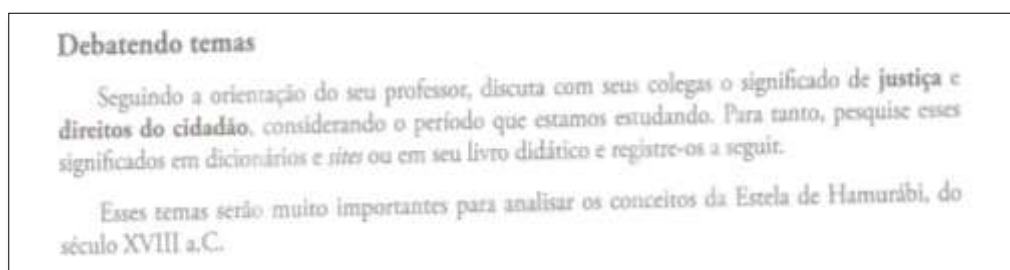 Debatendo temas
Seguindo a orientação do seu professor, discuta com seus colegas o significado de justiça e
direitos do cidadão, considerando o período que estamos estudando. Para tanto, pesquise esses
significados em dicionários e sites ou em seu livro didático e registre-os a seguir.
Esses temas serão muito importantes para analisar os conceitos da Estela de Hamurábi, do
século XVIII a.C.